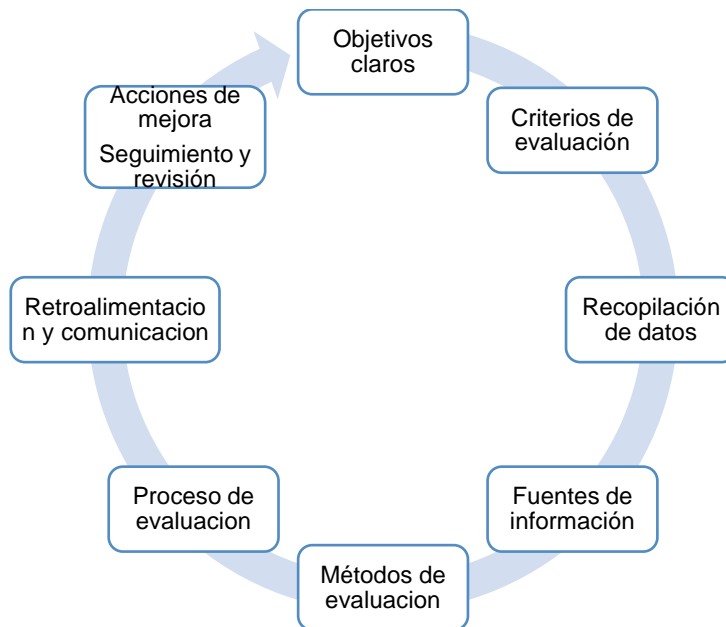 Objetivos
claros
Criterios de
evaluación
Recopilación
de datos
Fuentes de
información
Métodos de
evaluacion
Proceso de
evaluacion
Retroalimentacio
n y comunicacion
Acciones de
mejora
Seguimiento y
revisión